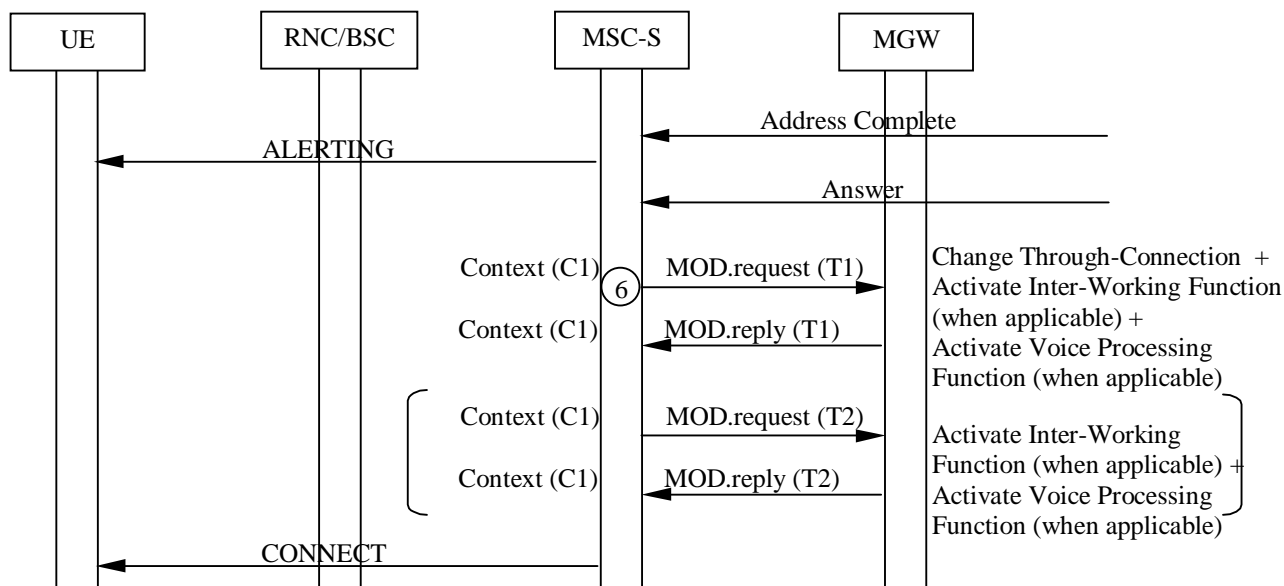 UE
RNC/BSC
MSC-S
MGW
Address Complete
ALERTING
Answer
Context (C1)
6
MOD.request (T1)
Change Through-Connection +
Activate Inter-Working Function
(when applicable) +
Activate Voice Processing
Function (when applicable)
Context (C1)
MOD.reply (T1)
Context (C1)
MOD.request (T2)
Activate Inter-Working
Function (when applicable) +
Activate Voice Processing
Function (when applicable)
Context (C1)
MOD.reply (T2)
CONNECT